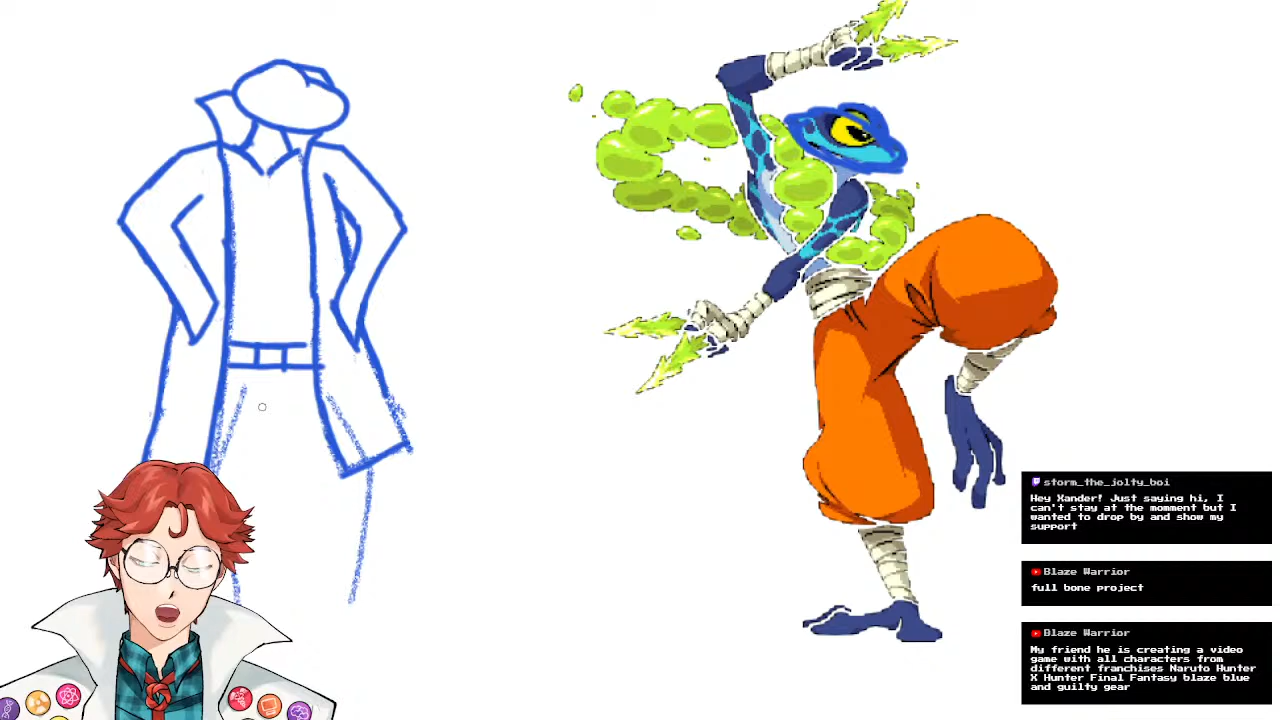 storm_the_jolty_boi
Hey Xander! Just saying hi, I
can't stay at the momment but I
wanted to drop by and show my
support
Blaze Warrior
full bone project
Blaze Warrior
My friend he is creating a video
game with all characters from
different franchises Naruto Hunter
X Hunter Final Fantasy blaze blue
and guilty gear